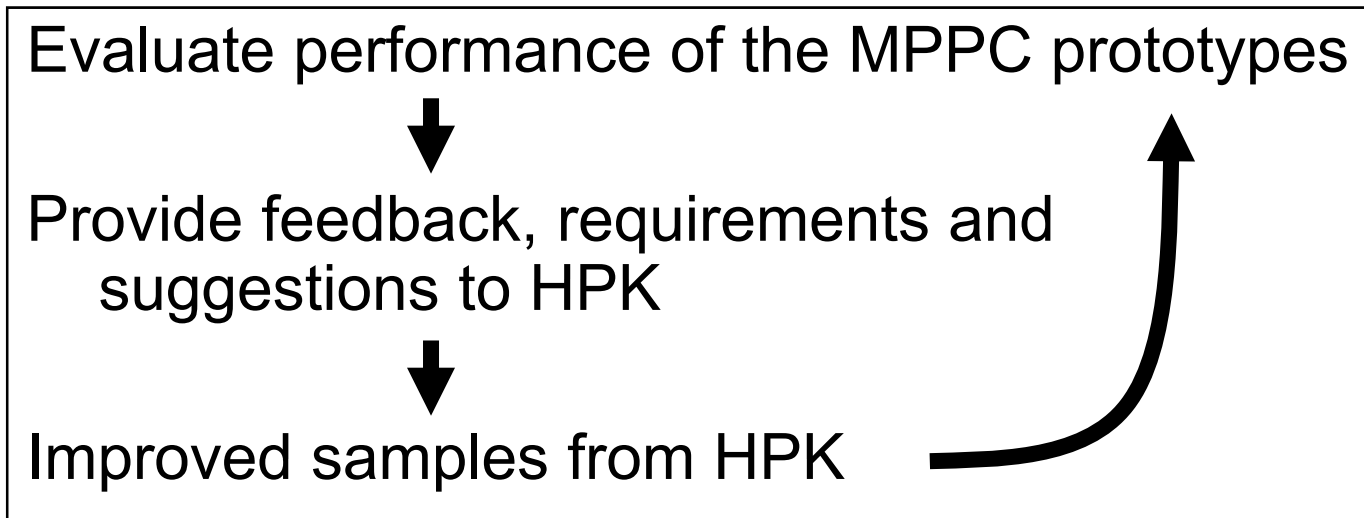 Evaluate performance of the MPPC prototypes
Provide feedback, requirements and
suggestions to HPK
Improved samples from HPK